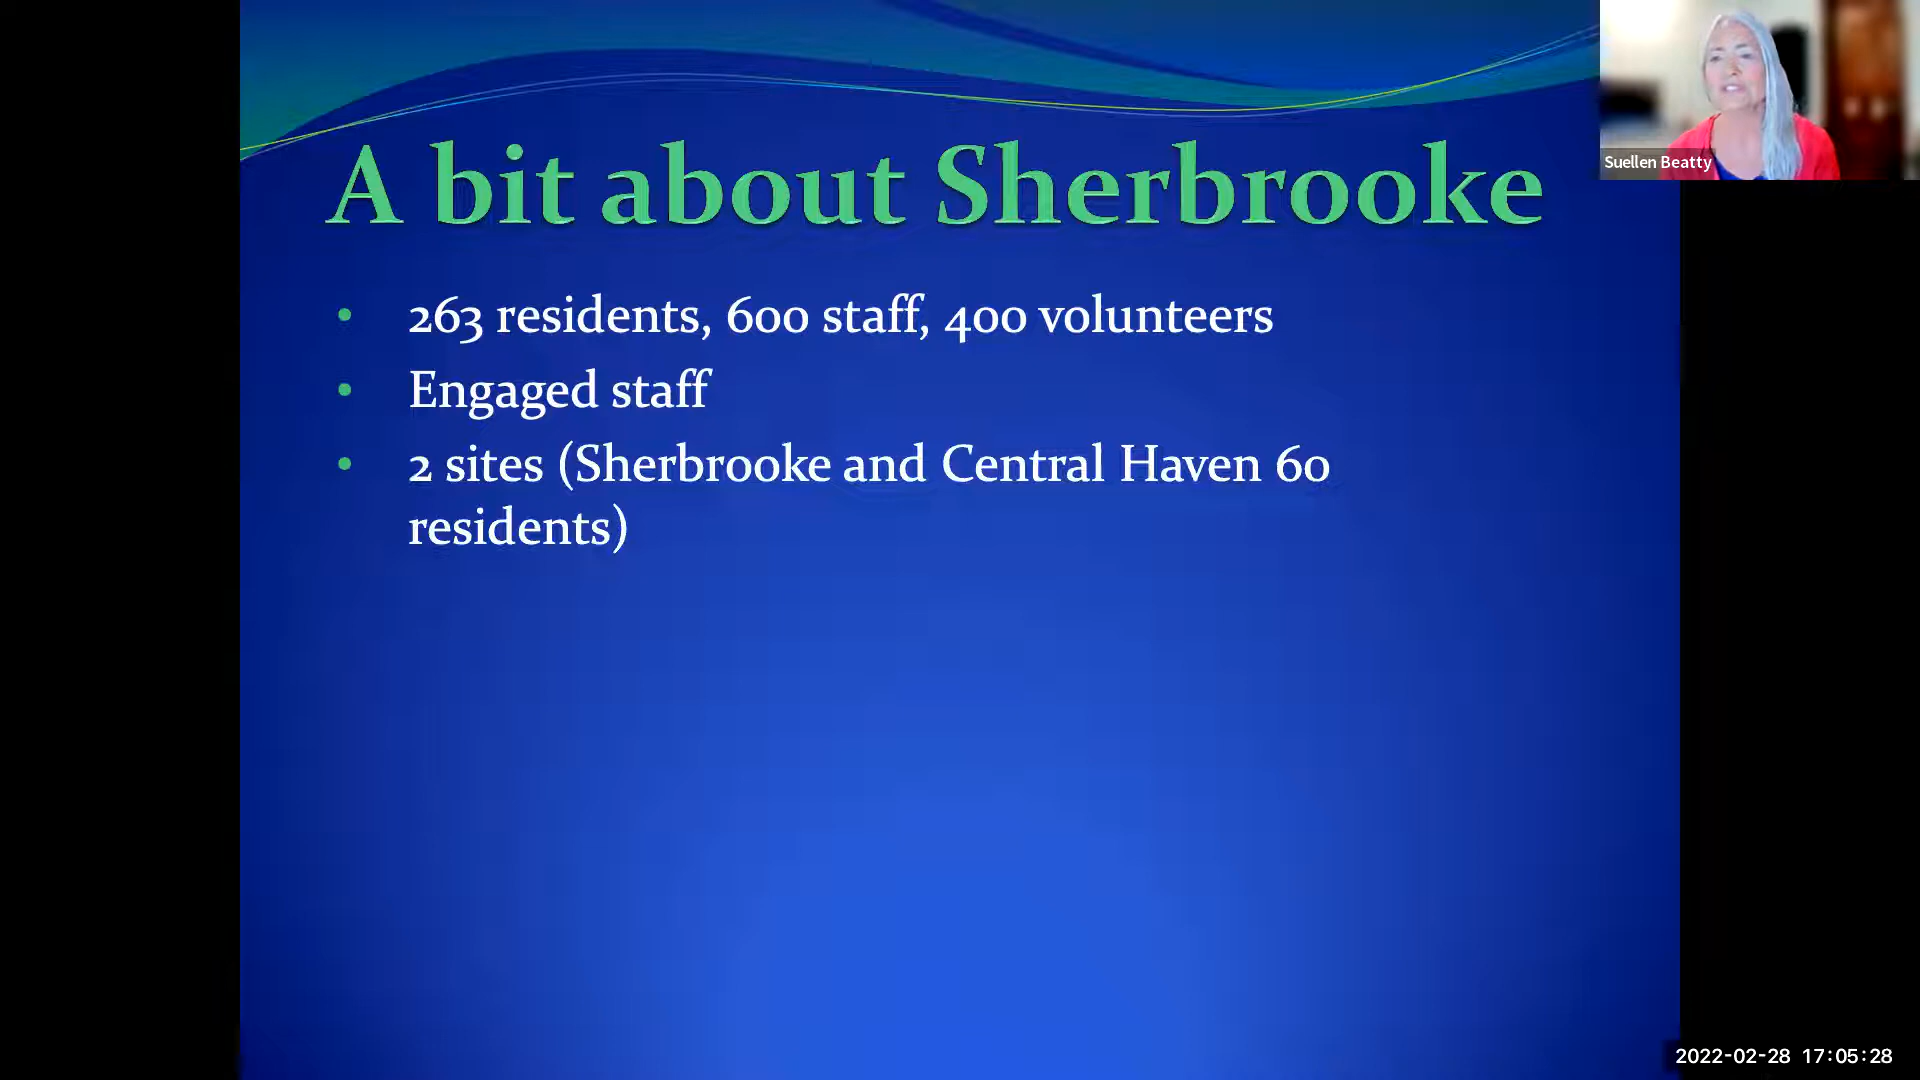 A bit about Sherbrooke
• 263 residents, 600 staff, 400 volunteers
• Engaged staff
• 2 sites (Sherbrooke and Central Haven 60
residents)
Suellen Beatty
2022-02-28 17:05:28